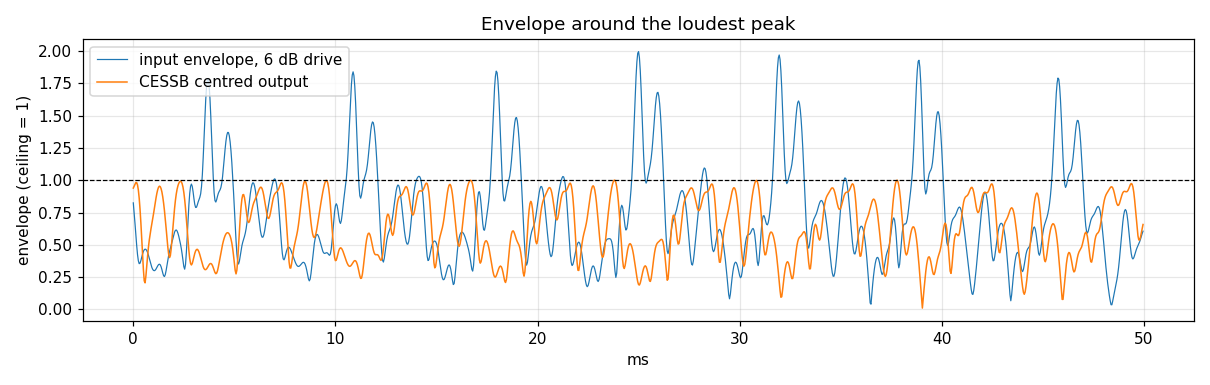 Envelope around the loudest peak
input envelope, 6 dB drive
CESSB centred output
envelope (ceiling = 1)
2.00
1.75
1.50
1.25
1.00
0.75
0.50
0.25
0.00
0 10 20 30 40 50
ms